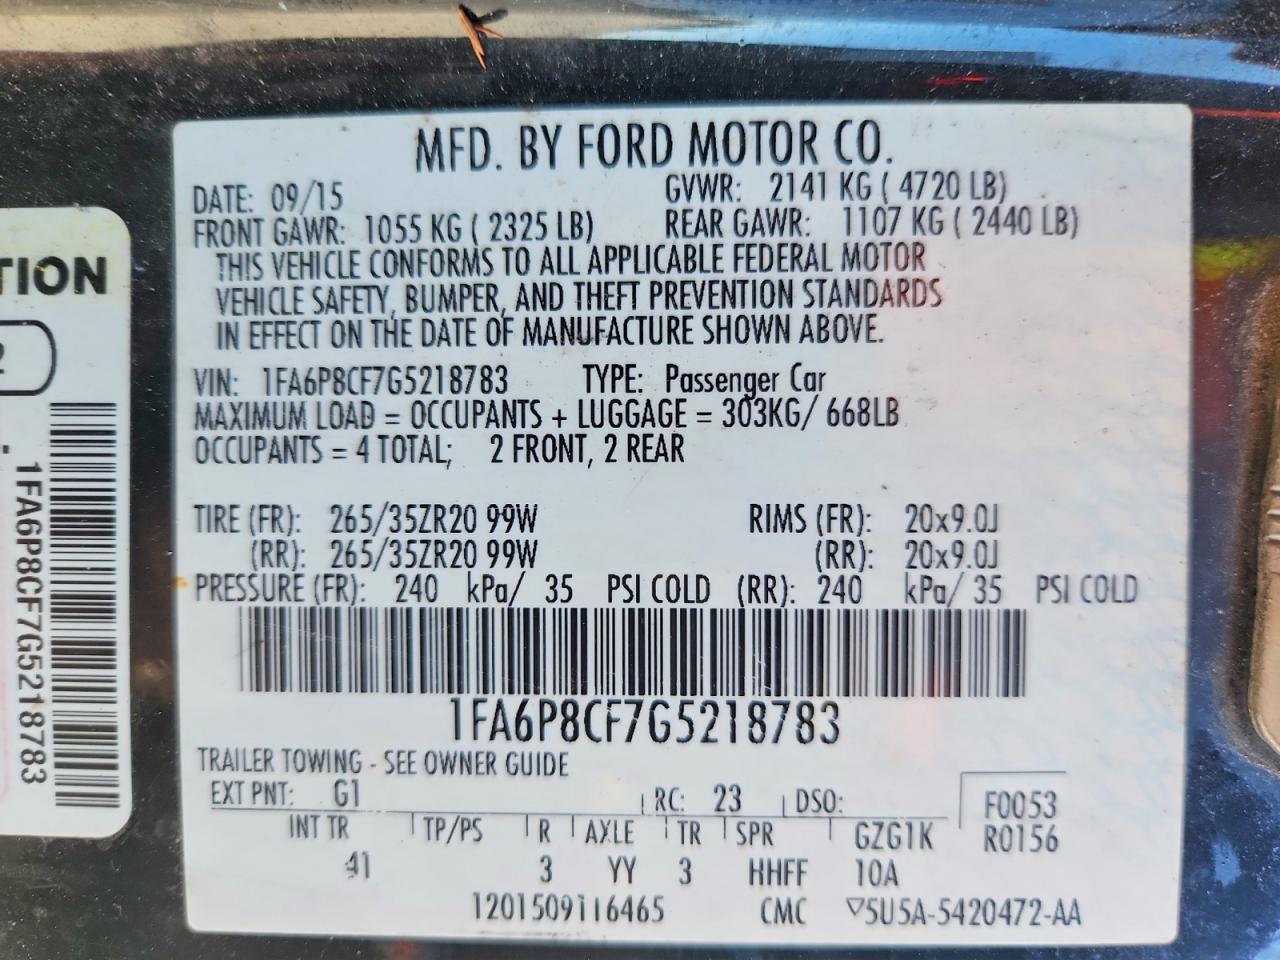 MFD. BY FORD MOTOR CO.
DATE: 09/15 GVWR: 2141 KG ( 4720 LB)
FRONT GAWR: 1055 KG ( 2325 LB) REAR GAWR: 1107 KG ( 2440 LB)
THIS VEHICLE CONFORMS TO ALL APPLICABLE FEDERAL MOTOR
VEHICLE SAFETY, BUMPER, AND THEFT PREVENTION STANDARDS
IN EFFECT ON THE DATE OF MANUFACTURE SHOWN ABOVE.
VIN: 1FA6P8CF7G5218783 TYPE: Passenger Car
MAXIMUM LOAD = OCCUPANTS + LUGGAGE = 303KG/ 668LB
OCCUPANTS = 4 TOTAL; 2 FRONT, 2 REAR
TIRE (FR): 265/35ZR20 99W RIMS (FR): 20x9.0J
(RR): 265/35ZR20 99W (RR): 20x9.0J
PRESSURE (FR): 240 kPa/ 35 PSI COLD (RR): 240 kPa/ 35 PSI COLD
1FA6P8CF7G5218783
TRAILER TOWING - SEE OWNER GUIDE
EXT PNT: G1 RC: 23 DSO: F0053
INT TR TP/PS R AXLE TR SPR GZG1K R0156
41 3 YY 3 HHFF 10A
1201509116465 CMC ▽5U5A-5420472-AA
TION
2
1FA6P8CF7G5218783